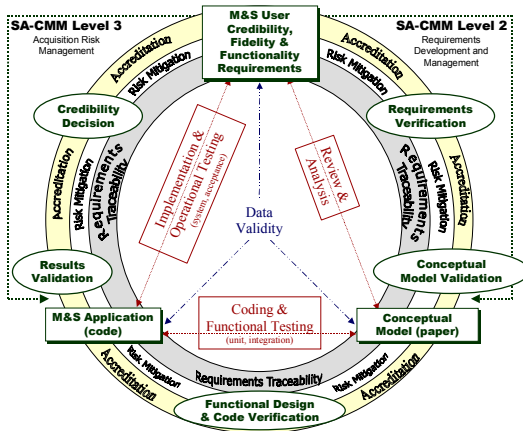 SA-CMM Level 3
Acquisition Risk
Management
M&S User
Credibility,
Fidelity &
Functionality
Requirements
SA-CMM Level 2
Requirements
Development and
Management
Accreditation
Risk Mitigation
Accreditation
Risk Mitigation
Credibility
Decision
Requirements
Verification
Requirements
Traceability
Requirements
Traceability
Accreditation
Risk Mitigation
Risk Mitigation
Accreditation
Implementation &
Operational Testing
(system, acceptance)
Review &
Analysis
Data
Validity
Results
Validation
Conceptual
Model Validation
M&S Application
(code)
Coding &
Functional Testing
(unit, integration)
Conceptual
Model (paper)
Risk Mitigation
Accreditation
Requirements Traceability
Risk Mitigation
Accreditation
Functional Design
& Code Verification